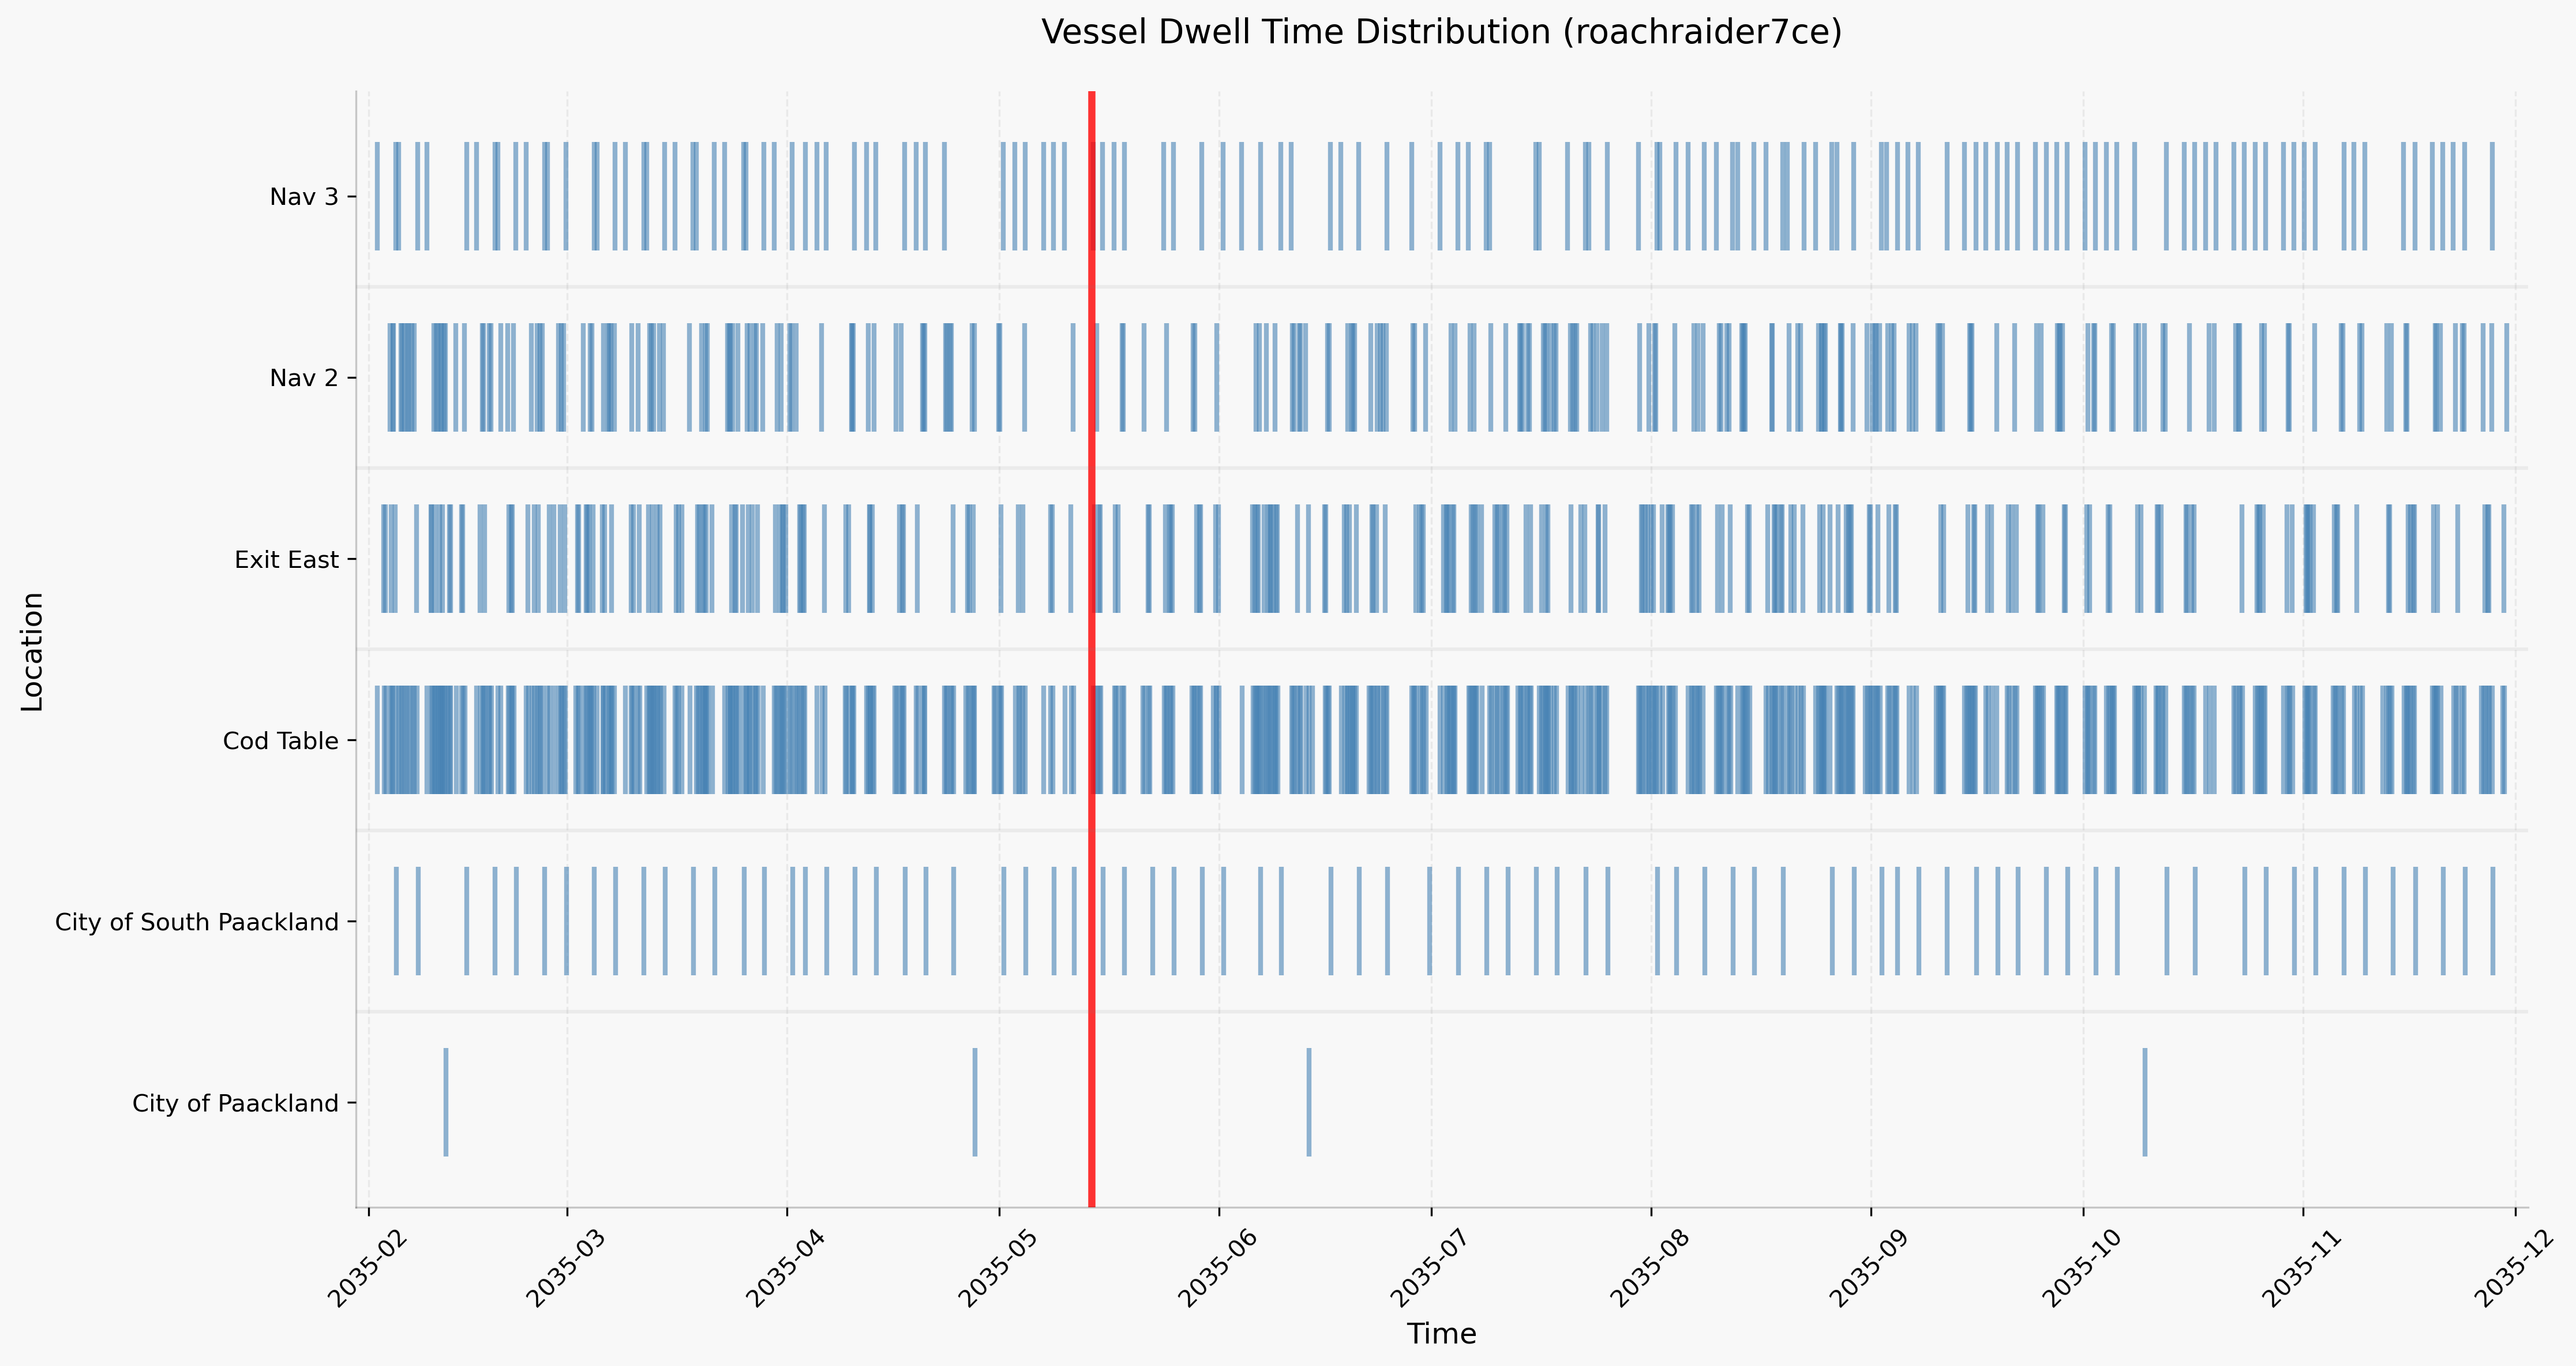 Vessel Dwell Time Distribution (roachraider7ce)
Location
Nav 3
Nav 2
Exit East
Cod Table
City of South Paackland
City of Paackland
2035-02
2035-03
2035-04
2035-05
2035-06
2035-07
2035-08
2035-09
2035-10
2035-11
2035-12
Time